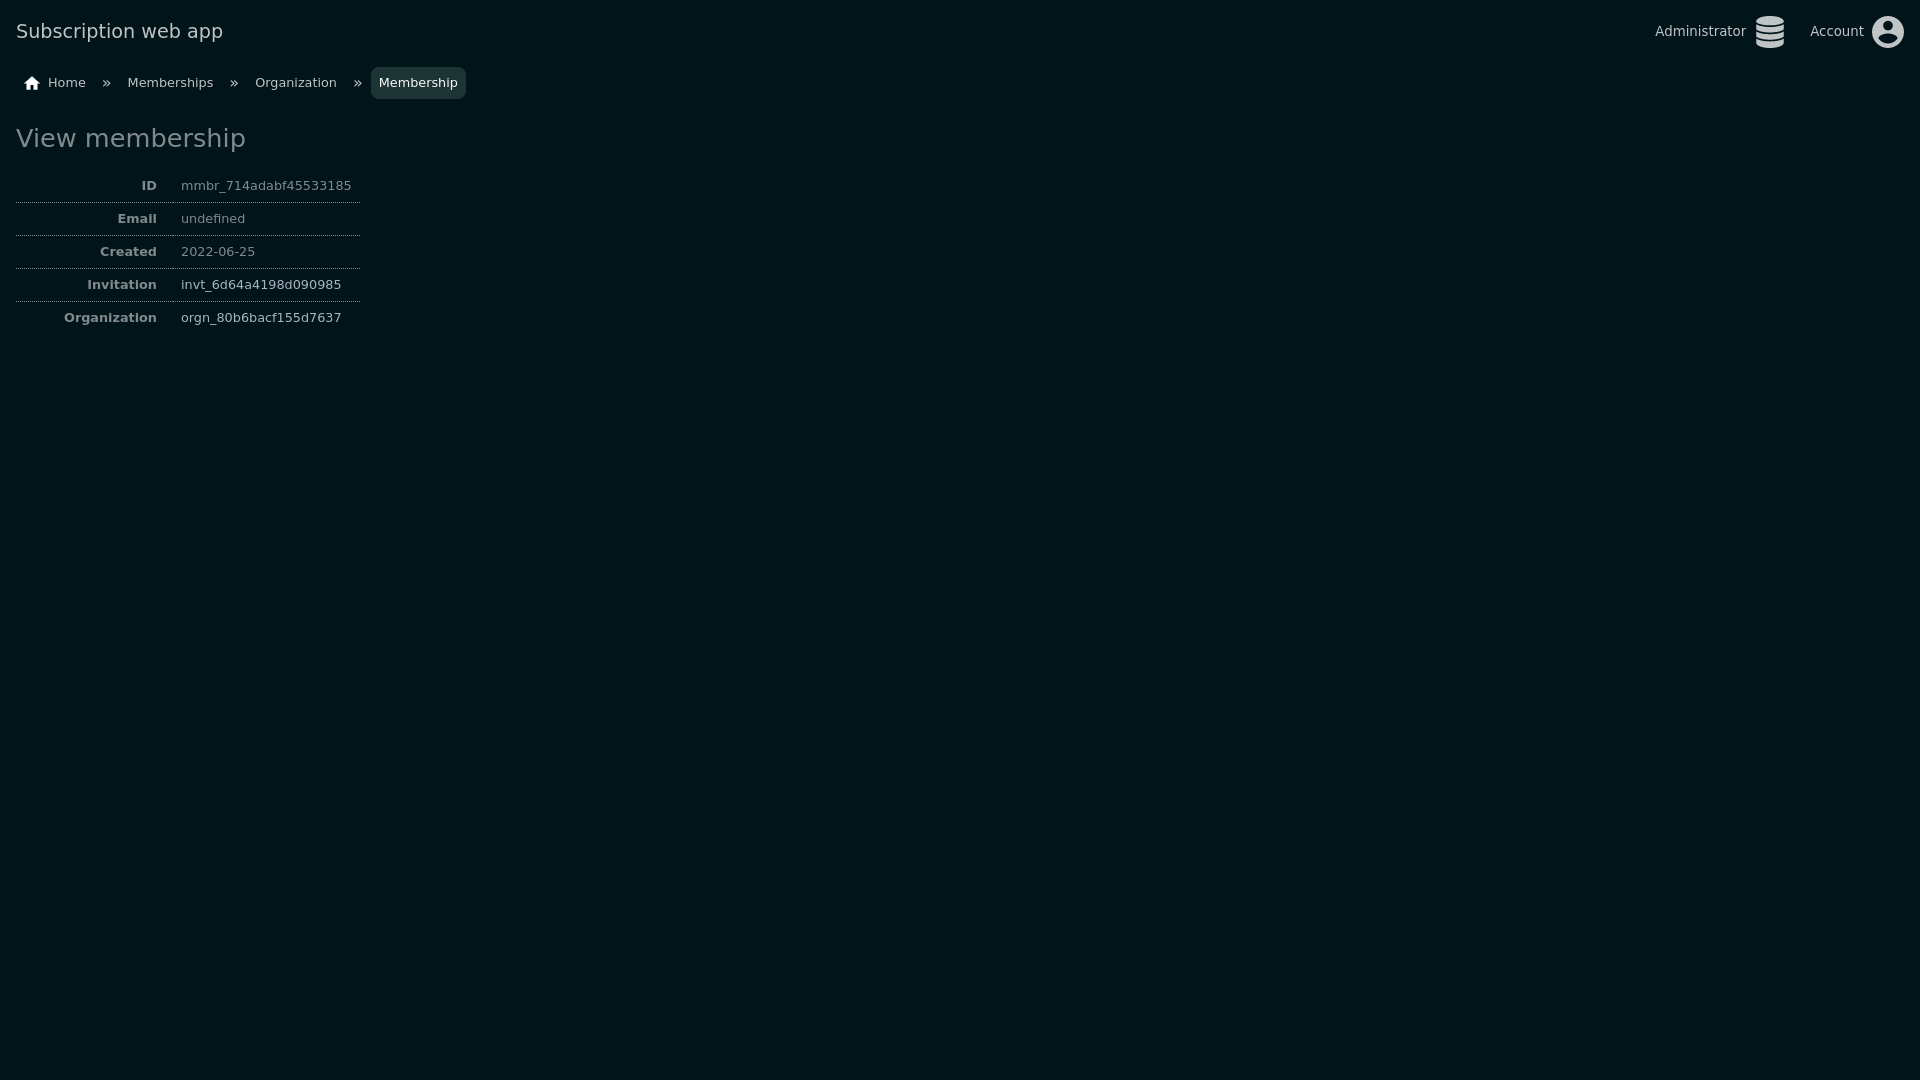 Subscription web app
Administrator
Account
Home » Memberships » Organization » Membership
View membership
ID mmbr_714adabf45533185
Email undefined
Created 2022-06-25
Invitation invt_6d64a4198d090985
Organization orgn_80b6bacf155d7637